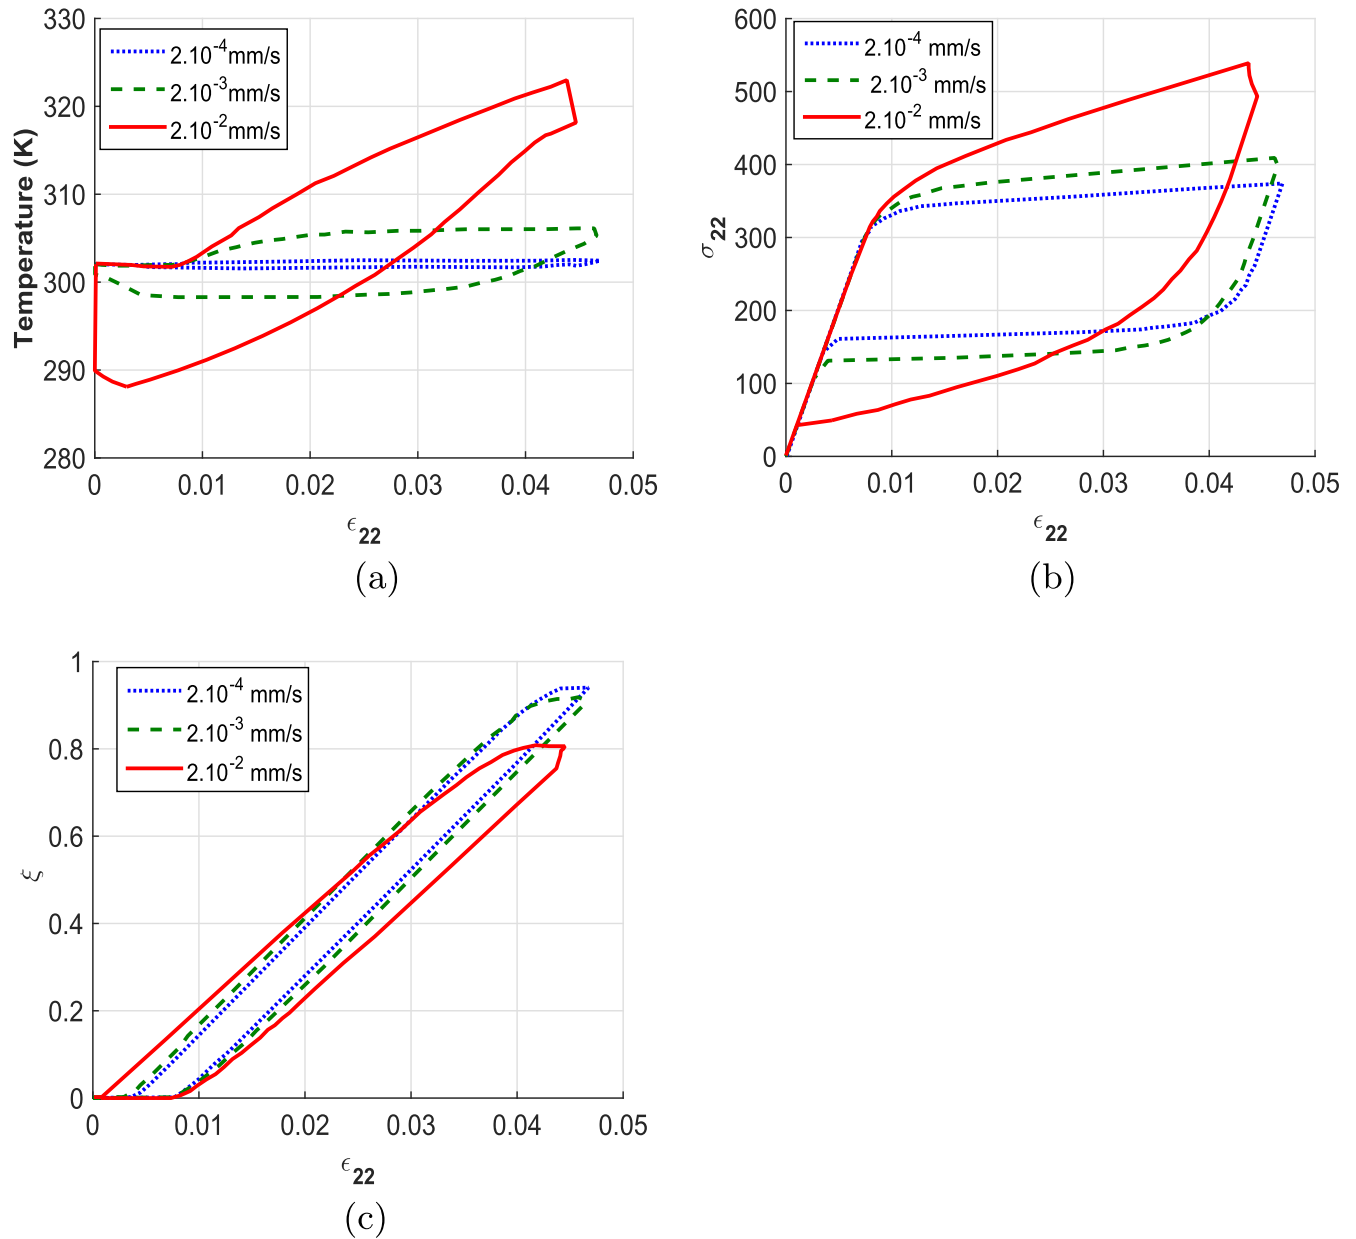 330
320
310
300
290
280
Temperature (K)
2.10-4mm/s
2.10-3mm/s
2.10-2mm/s
0 0.01 0.02 0.03 0.04 0.05
ϵ22
(a)
600
500
400
300
200
100
0
σ22
2.10-4 mm/s
2.10-3 mm/s
2.10-2 mm/s
0 0.01 0.02 0.03 0.04 0.05
ϵ22
(b)
1
0.8
0.6
0.4
0.2
0
ξ
2.10-4 mm/s
2.10-3 mm/s
2.10-2 mm/s
0 0.01 0.02 0.03 0.04 0.05
ϵ22
(c)